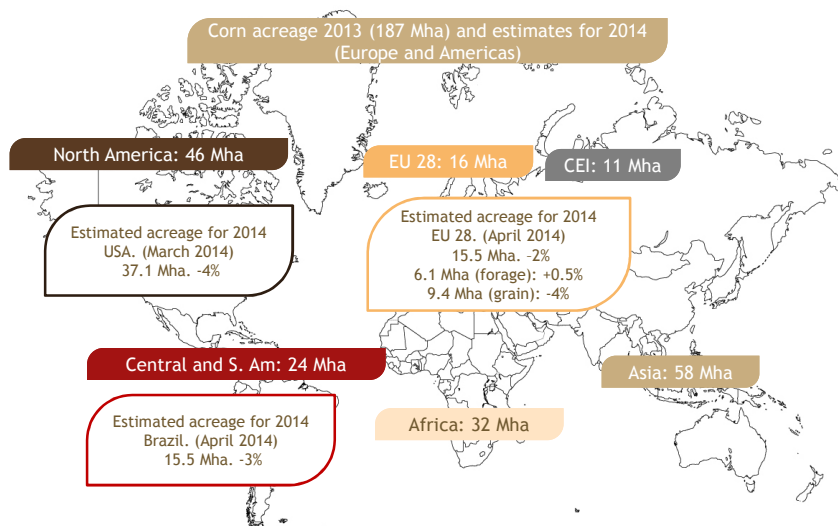 Corn acreage 2013 (187 Mha) and estimates for 2014
(Europe and Americas)
North America: 46 Mha
EU 28: 16 Mha
CEI: 11 Mha
Estimated acreage for 2014
USA. (March 2014)
37.1 Mha. -4%
Estimated acreage for 2014
EU 28. (April 2014)
15.5 Mha. -2%
6.1 Mha (forage): +0.5%
9.4 Mha (grain): -4%
Central and S. Am: 24 Mha
Asia: 58 Mha
Estimated acreage for 2014
Brazil. (April 2014)
15.5 Mha. -3%
Africa: 32 Mha